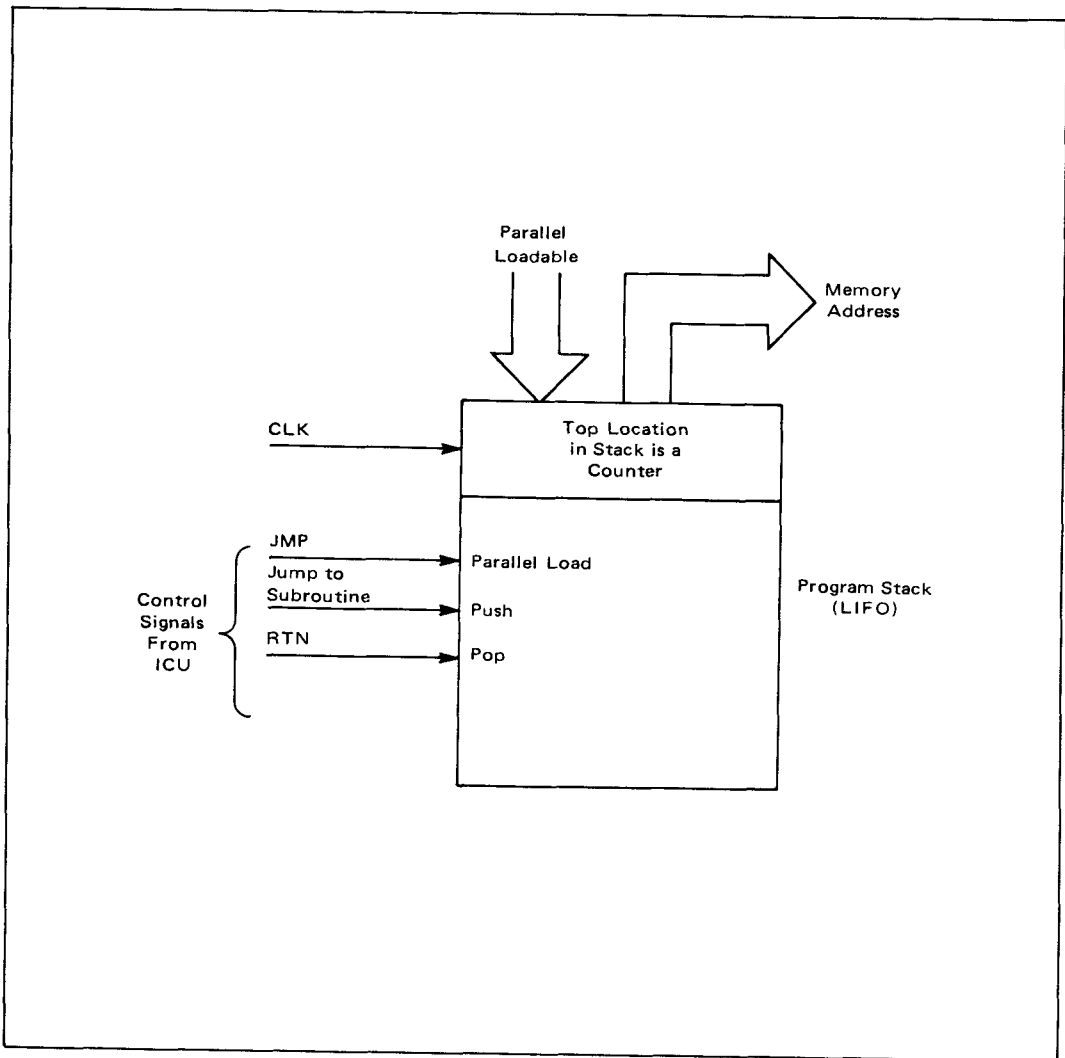 Parallel
Loadable
Memory
Address
Top Location
in Stack is a
Counter
CLK
JMP
Parallel Load
Jump to
Subroutine
Push
RTN
Pop
Control
Signals
From
ICU
Program Stack
(LIFO)